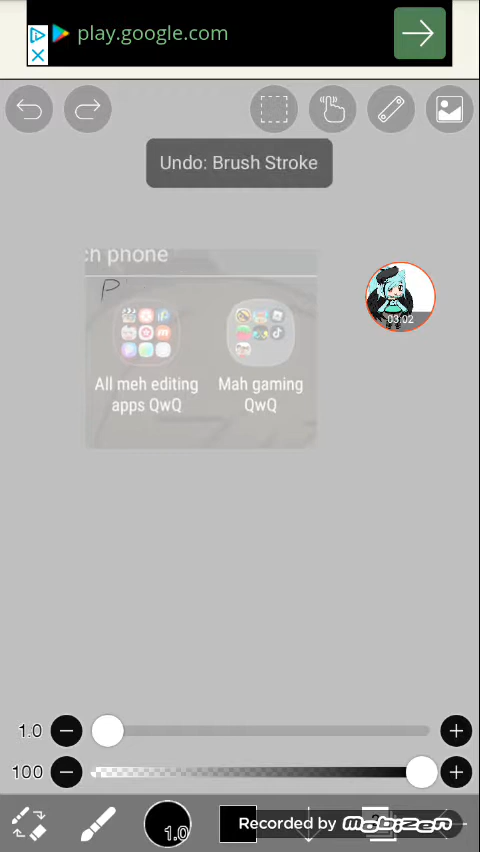 play.google.com
Undo: Brush Stroke
ch phone
P
03:02
All meh editing
apps QwQ
Mah gaming
QwQ
1.0
100
1.0
Recorded by mobizen